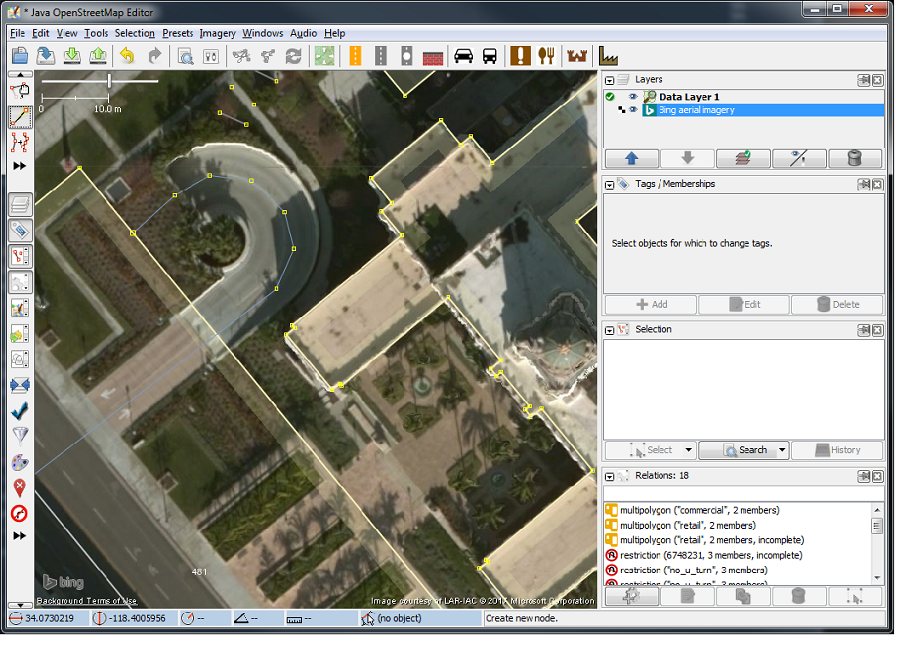 * Java OpenStreetMap Editor
File Edit View Tools Selection Presets Imagery Windows Audio Help
0 10.0 m
481
bing
Background Terms of Use
Image courtesy of LAR-IAC © 2017 Microsoft Corporation
Layers
Data Layer 1
Bing aerial imagery
Tags / Memberships
Select objects for which to change tags.
Add Edit Delete
Selection
Select Search History
Relations: 18
multipolygon ("commercial", 2 members)
multipolygon ("retail", 2 members)
multipolygon ("retail", 2 members, incomplete)
restriction (6748231, 3 members, incomplete)
restriction ("no_u_turn", 3 members)
restriction ("no_u_turn", 3 members)
34.0730219 -118.4005956 -- -- -- (no object) Create new node.